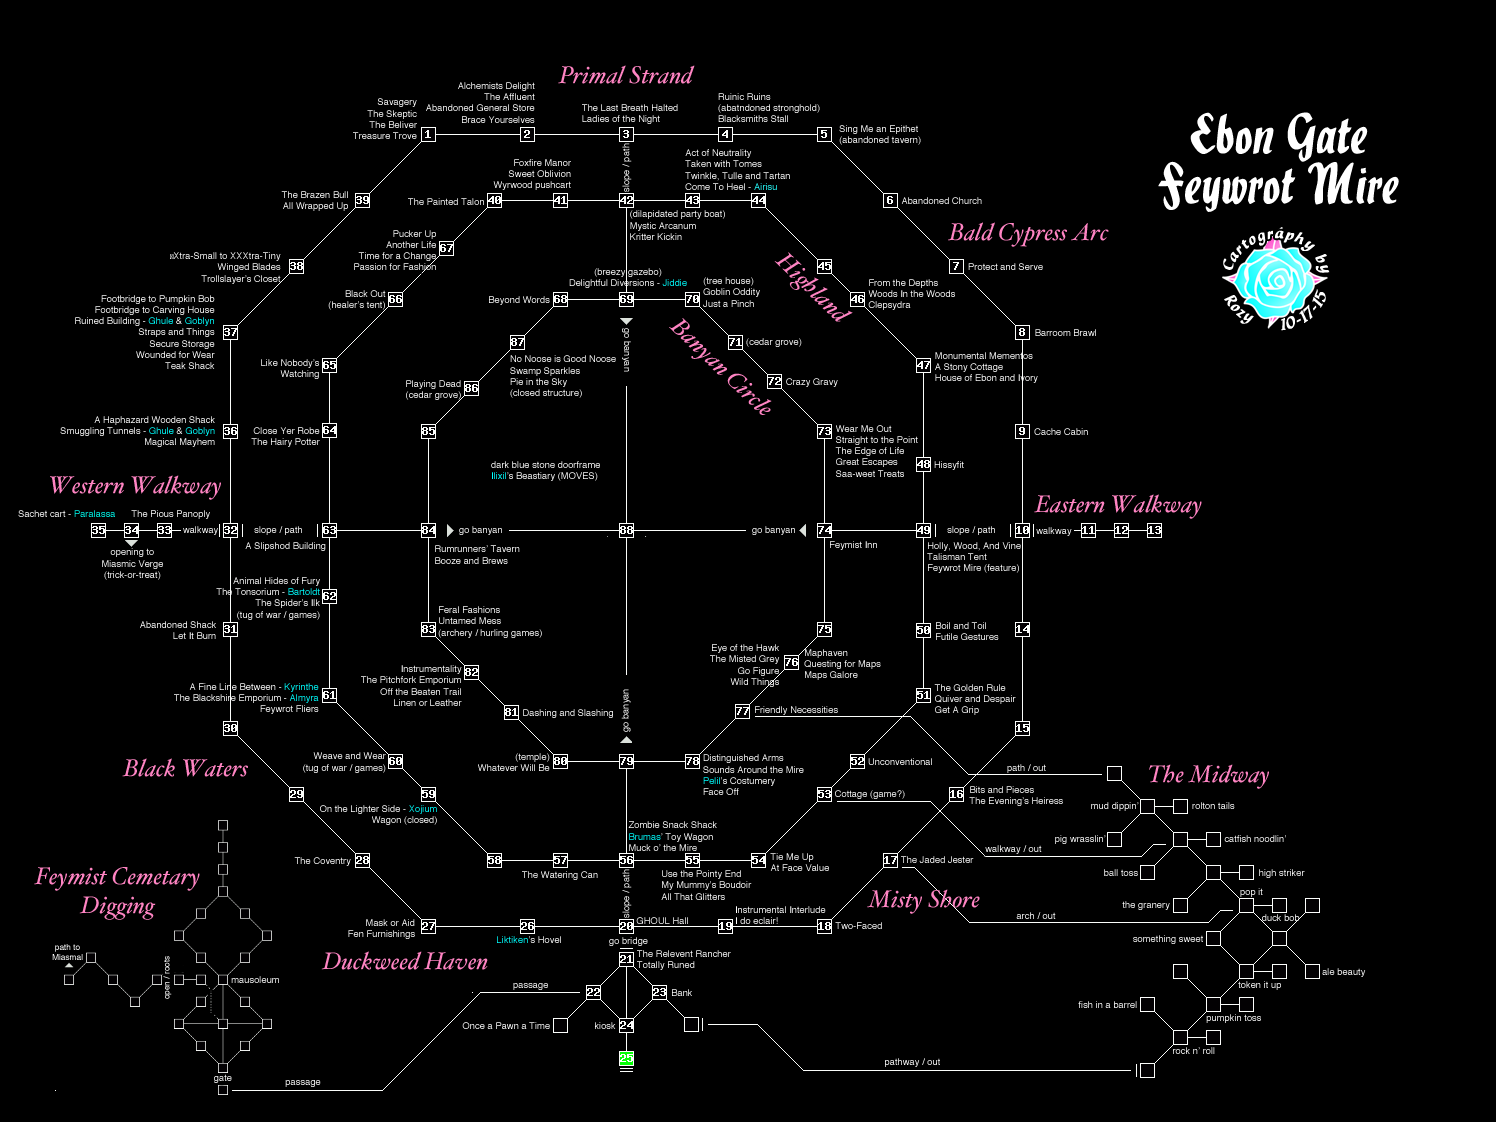 Primal Strand
Alchemists Delight
The Affluent
Abandoned General Store
Brace Yourselves
Savagery
The Skeptic
The Beliver
Treasure Trove
The Last Breath Halted
Ladies of the Night
Ruinic Ruins
(abatndoned stronghold)
Blacksmiths Stall
Sing Me an Epithet
(abandoned tavern)
1
2
3
4
5
Ebon Gate
Feywrot Mire
Cartography by
Rozy 10-17-15
slope / path
Foxfire Manor
Sweet Oblivion
Wyrwood pushcart
Act of Neutrality
Taken with Tomes
Twinkle, Tulle and Tartan
Come To Heel - Airisu
The Brazen Bull
All Wrapped Up
39
The Painted Talon
40
41
42
43
44
6
Abandoned Church
(dilapidated party boat)
Mystic Arcanum
Kritter Kickin
Bald Cypress Arc
Pucker Up
Another Life
Time for a Change
Passion for Fashion
67
xXtra-Small to XXXtra-Tiny
Winged Blades
Trollslayer's Closet
38
Highland
45
7
Protect and Serve
(breezy gazebo)
Delightful Diversions - Jiddie
(tree house)
Goblin Oddity
Just a Pinch
From the Depths
Woods In the Woods
Clepsydra
Black Out
(healer's tent)
66
Beyond Words
68
69
70
46
Footbridge to Pumpkin Bob
Footbridge to Carving House
Ruined Building - Ghule & Goblyn
Straps and Things
Secure Storage
Wounded for Wear
Teak Shack
37
Banyan Circle
go banyan
87
71
(cedar grove)
8
Barroom Brawl
No Noose is Good Noose
Swamp Sparkles
Pie in the Sky
(closed structure)
Like Nobody's
Watching
65
Monumental Mementos
A Stony Cottage
House of Ebon and Ivory
47
Playing Dead
(cedar grove)
86
72
Crazy Gravy
A Haphazard Wooden Shack
Smuggling Tunnels - Ghule & Goblyn
Magical Mayhem
36
Close Yer Robe
The Hairy Potter
64
85
73
Wear Me Out
Straight to the Point
The Edge of Life
Great Escapes
Saa-weet Treats
9
Cache Cabin
dark blue stone doorframe
Ilixil's Beastiary (MOVES)
48
Hissyfit
Western Walkway
Eastern Walkway
Sachet cart - Paralassa
The Pious Panoply
35
34
33
walkway
32
slope / path
63
84
go banyan
88
go banyan
74
49
slope / path
10
walkway
11
12
13
opening to
Miasmic Verge
(trick-or-treat)
A Slipshod Building
Rumrunners' Tavern
Booze and Brews
Feymist Inn
Holly, Wood, And Vine
Talisman Tent
Feywrot Mire (feature)
Animal Hides of Fury
The Tonsorium - Bartoldt
The Spider's Ilk
(tug of war / games)
62
Abandoned Shack
Let It Burn
31
Feral Fashions
Untamed Mess
(archery / hurling games)
83
75
50
Boil and Toil
Futile Gestures
14
Eye of the Hawk
The Misted Grey
Go Figure
Wild Things
76
Maphaven
Questing for Maps
Maps Galore
Instrumentality
The Pitchfork Emporium
Off the Beaten Trail
Linen or Leather
82
A Fine Line Between - Kyrinthe
The Blackshire Emporium - Almyra
Feywrot Fliers
61
51
The Golden Rule
Quiver and Despair
Get A Grip
go banyan
81
Dashing and Slashing
77
Friendly Necessities
30
15
Black Waters
Weave and Wear
(tug of war / games)
60
(temple)
Whatever Will Be
80
79
78
Distinguished Arms
Sounds Around the Mire
Pelil's Costumery
Face Off
52
Unconventional
path / out
The Midway
29
59
On the Lighter Side - Xojium
Wagon (closed)
53
Cottage (game?)
16
Bits and Pieces
The Evening's Heiress
mud dippin'
rolton tails
Zombie Snack Shack
Brumas' Toy Wagon
Muck o' the Mire
pig wrasslin'
catfish noodlin'
walkway / out
The Coventry
28
58
57
56
55
54
Tie Me Up
At Face Value
17
The Jaded Jester
The Watering Can
Use the Pointy End
My Mummy's Boudoir
All That Glitters
ball toss
high striker
Feymist Cemetary
Digging
slope / path
Misty Shore
pop it
the granery
duck bob
Mask or Aid
Fen Furnishings
27
26
20
GHOUL Hall
19
Instrumental Interlude
I do eclair!
18
Two-Faced
arch / out
Liktiken's Hovel
go bridge
something sweet
path to
Miasmal
open / roots
mausoleum
Duckweed Haven
21
The Relevent Rancher
Totally Runed
ale beauty
token it up
passage
22
23
Bank
fish in a barrel
pumpkin toss
Once a Pawn a Time
kiosk
24
rock n' roll
25
pathway / out
gate
passage